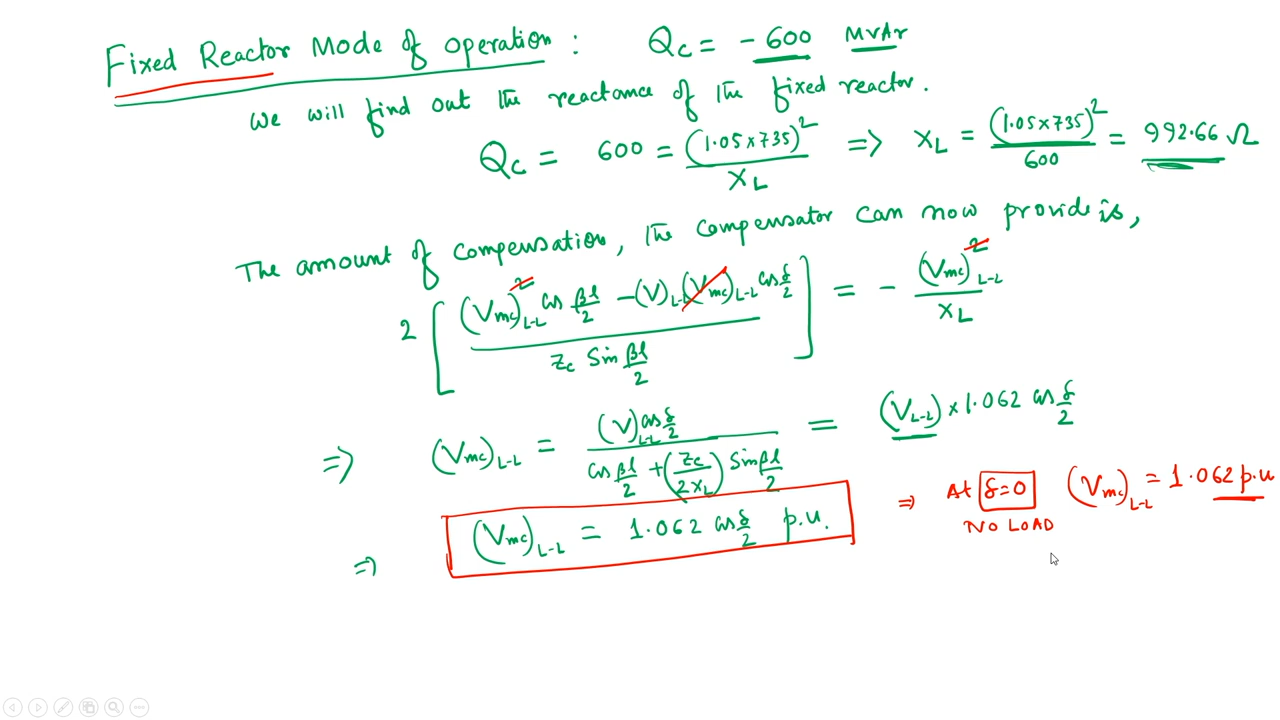 Fixed Reactor Mode of operation : Qc = - 600 MVAr
We will find out the reactance of the fixed reactor.
Qc = 600 = (1.05×735)² / XL ⇒ XL = (1.05×735)² / 600 = 992.66 Ω
The amount of compensation, the compensator can now provide is,
2 [ ((Vmc)²L-L cos βl/2 - (V)L-L (Vmc)L-L cos δ/2) / (Zc Sin βl/2) ] = - (Vmc)²L-L / XL
⇒ (Vmc)L-L = (V)L-L cos δ/2 / (cos βl/2 + (Zc/2XL) Sin βl/2) = (VL-L) × 1.062 cos δ/2
⇒ (Vmc)L-L = 1.062 cos δ/2 p.u.
⇒ At δ=0 (Vmc)L-L = 1.062 p.u
NO LOAD